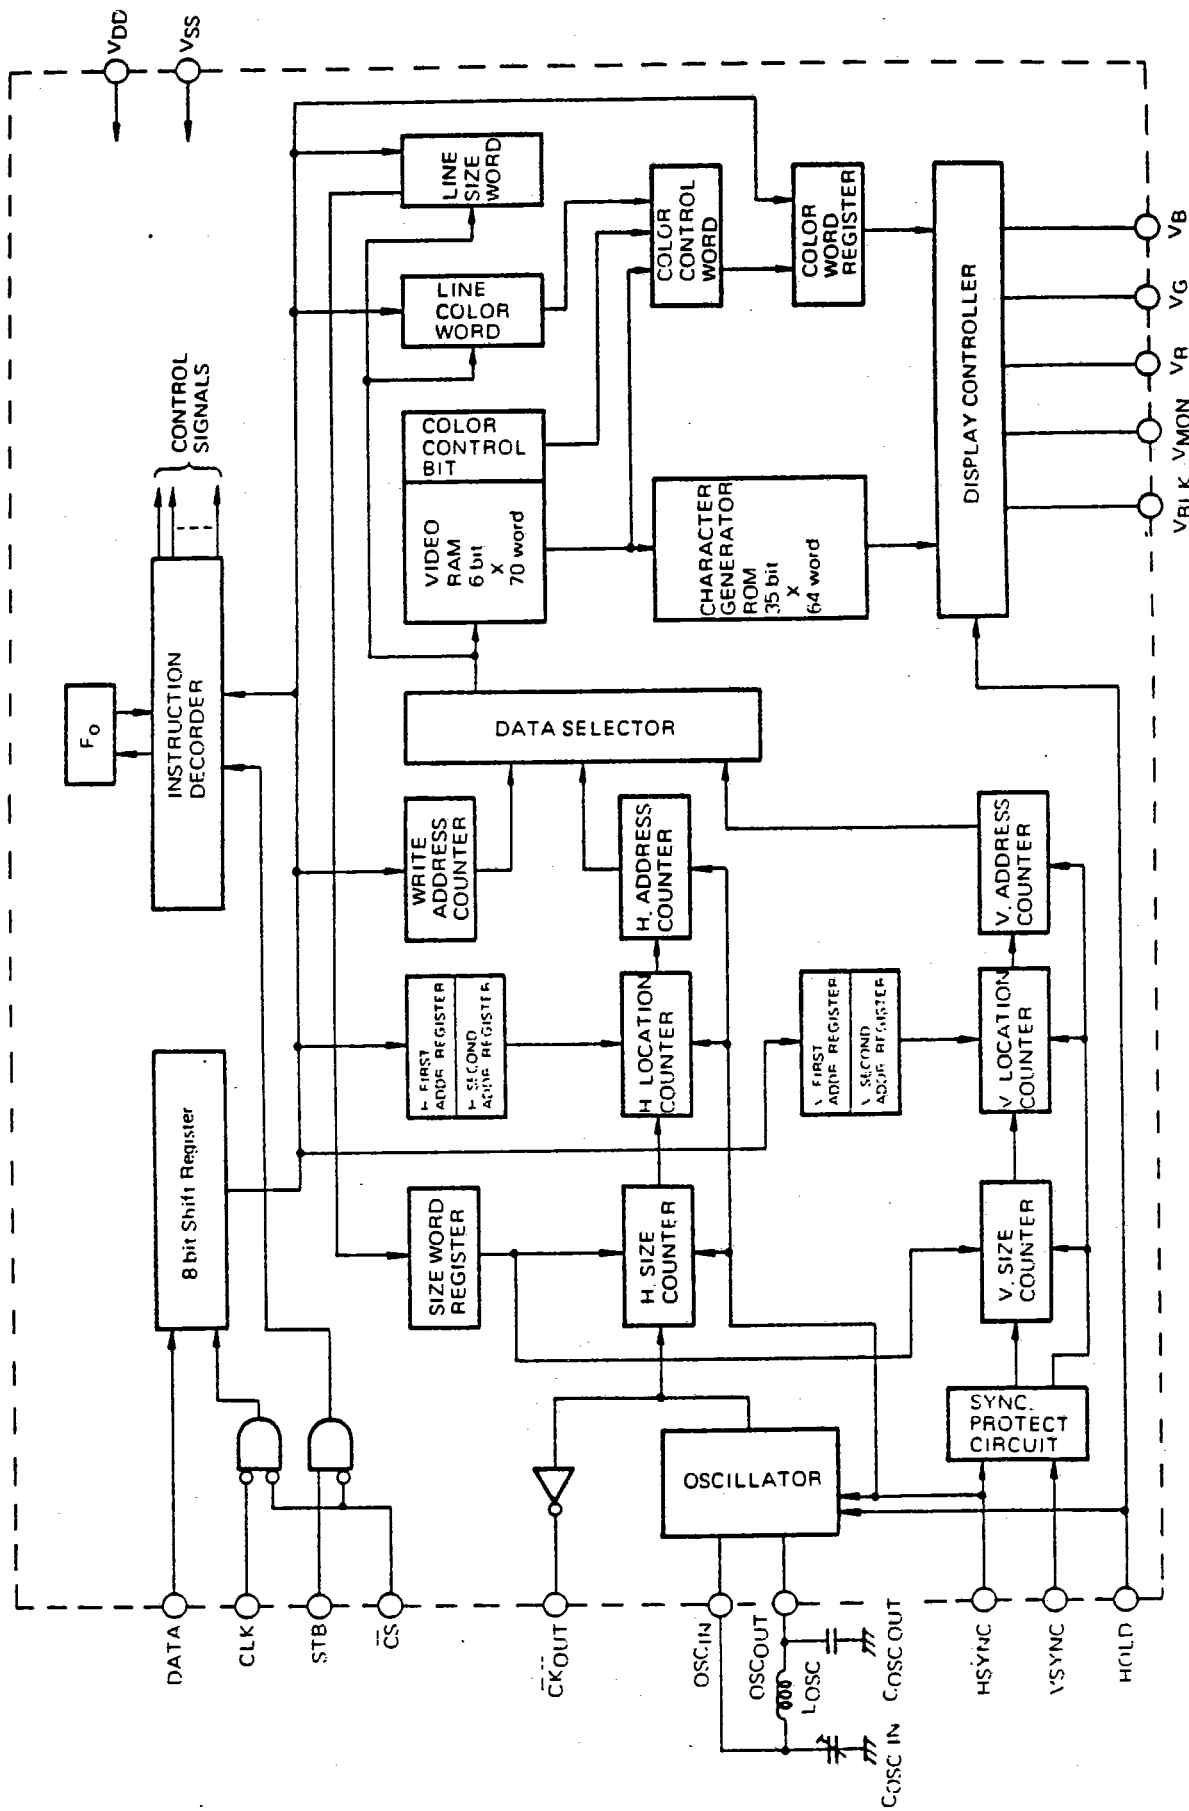 DATA
CLK
STB
CS
CKOUT
OSCIN
OSCOUT
LOSC
COSC IN
COSC OUT
HSYNC
VSYNC
HOLD
8 bit Shift Register
F0
INSTRUCTION
DECORDER
CONTROL
SIGNALS
VDD
VSS
SIZE WORD
REGISTER
H FIRST
ADDR REGISTER
H SECOND
ADDR REGISTER
WRITE
ADDRESS
COUNTER
DATA SELECTOR
VIDEO
RAM
6 bit
X
70 word
COLOR
CONTROL
BIT
LINE
COLOR
WORD
LINE
SIZE
WORD
OSCILLATOR
H. SIZE
COUNTER
H LOCATION
COUNTER
H. ADDRESS
COUNTER
CHARACTER
GENERATOR
ROM
35 bit
X
64 word
COLOR
CONTROL
WORD
V FIRST
ADDR REGISTER
V SECOND
ADDR REGISTER
COLOR
WORD
REGISTER
SYNC.
PROTECT
CIRCUIT
V. SIZE
COUNTER
V LOCATION
COUNTER
V. ADDRESS
COUNTER
DISPLAY CONTROLLER
VBLK
VMON
VR
VG
VB